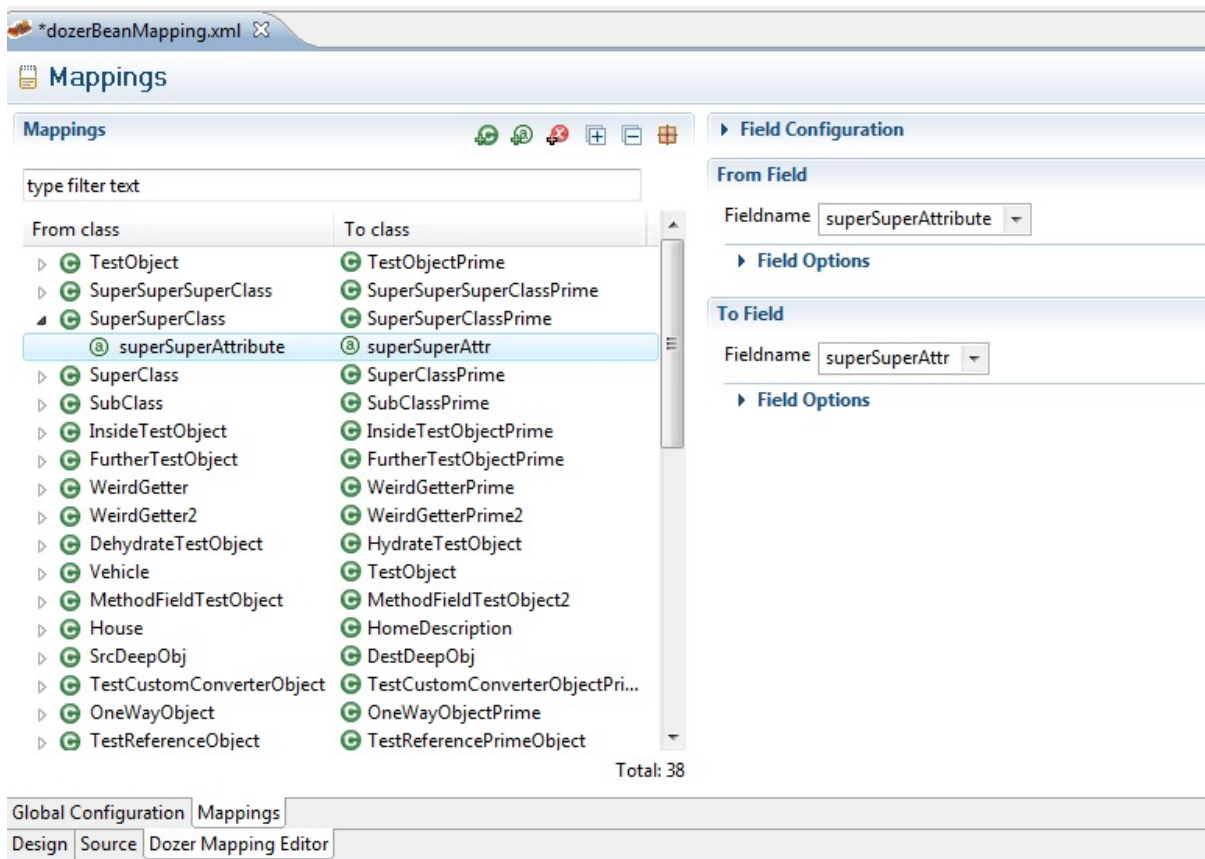 *dozerBeanMapping.xml
Mappings
Mappings
type filter text
From class To class
TestObject TestObjectPrime
SuperSuperSuperClass SuperSuperSuperClassPrime
SuperSuperClass SuperSuperClassPrime
superSuperAttribute superSuperAttr
SuperClass SuperClassPrime
SubClass SubClassPrime
InsideTestObject InsideTestObjectPrime
FurtherTestObject FurtherTestObjectPrime
WeirdGetter WeirdGetterPrime
WeirdGetter2 WeirdGetterPrime2
DehydrateTestObject HydrateTestObject
Vehicle TestObject
MethodFieldTestObject MethodFieldTestObject2
House HomeDescription
SrcDeepObj DestDeepObj
TestCustomConverterObject TestCustomConverterObjectPri...
OneWayObject OneWayObjectPrime
TestReferenceObject TestReferencePrimeObject
Total: 38
Field Configuration
From Field
Fieldname superSuperAttribute
Field Options
To Field
Fieldname superSuperAttr
Field Options
Global Configuration Mappings
Design Source Dozer Mapping Editor